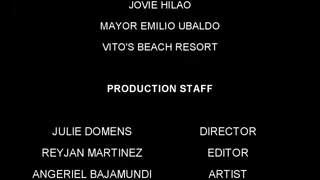 JOVIE HILAO
MAYOR EMILIO UBALDO
VITO'S BEACH RESORT
PRODUCTION STAFF
JULIE DOMENS DIRECTOR
REYJAN MARTINEZ EDITOR
ANGERIEL BAJAMUNDI ARTIST